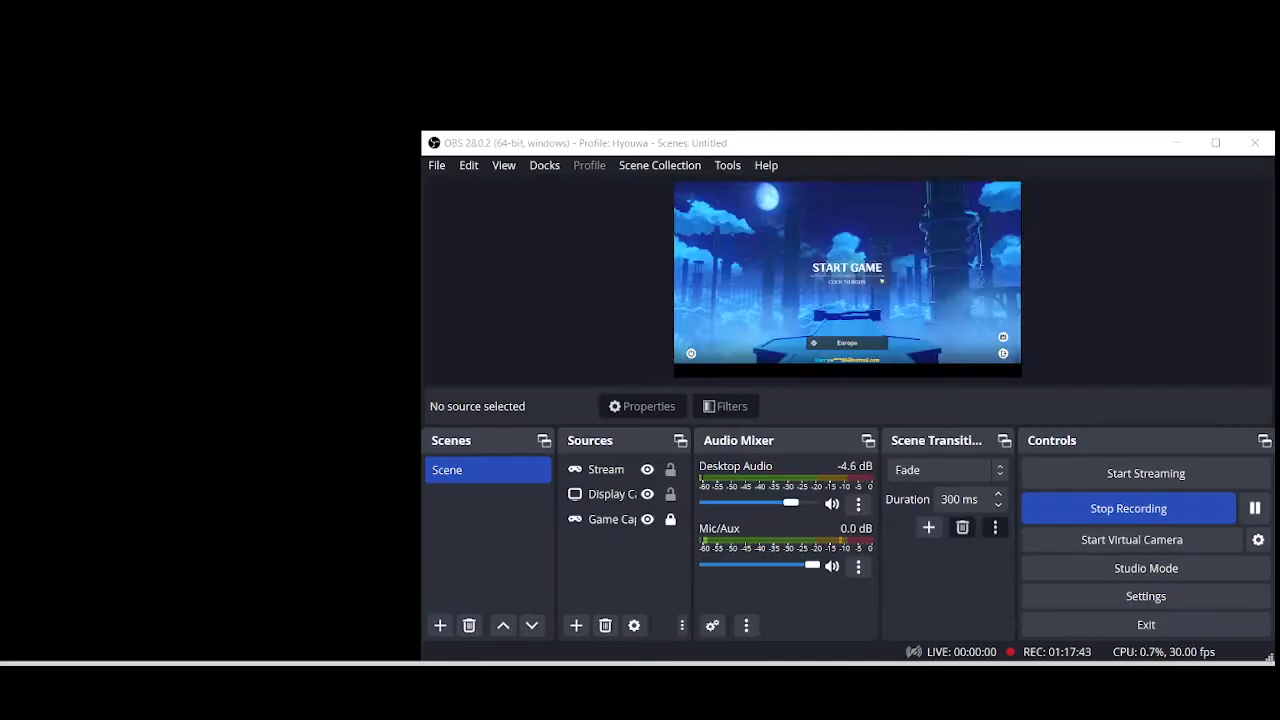 OBS 28.0.2 (64-bit, windows) - Profile: Hyouwa - Scenes: Untitled
File Edit View Docks Profile Scene Collection Tools Help
START GAME
CLICK TO BEGIN
Europe
No source selected Properties Filters
Scenes Sources Audio Mixer Scene Transiti... Controls
Scene
Stream
Display C
Game Cap
Desktop Audio -4.6 dB
-60 -55 -50 -45 -40 -35 -30 -25 -20 -15 -10 -5 0
Mic/Aux 0.0 dB
-60 -55 -50 -45 -40 -35 -30 -25 -20 -15 -10 -5 0
Fade
Duration 300 ms
Start Streaming
Stop Recording
Start Virtual Camera
Studio Mode
Settings
Exit
LIVE: 00:00:00 REC: 01:17:43 CPU: 0.7%, 30.00 fps